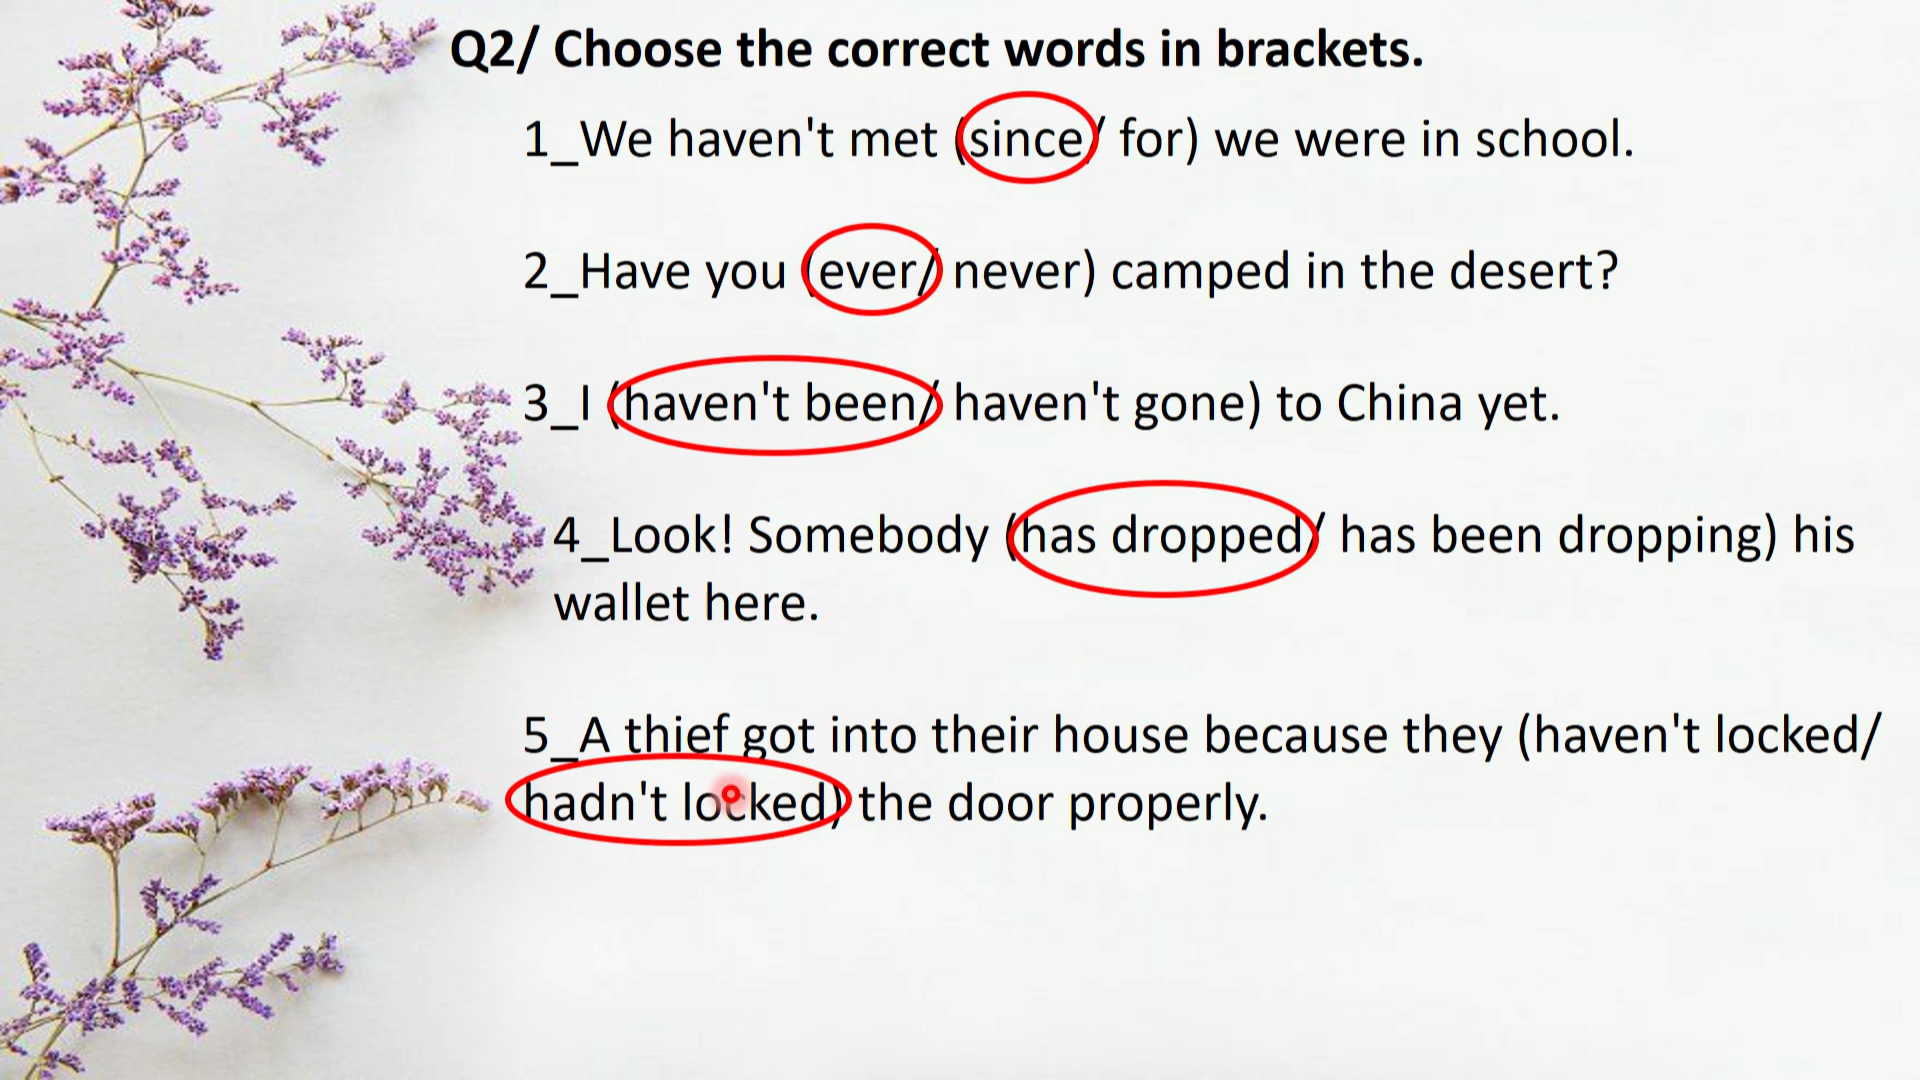 Q2/ Choose the correct words in brackets.
1_We haven't met (since/ for) we were in school.
2_Have you (ever/ never) camped in the desert?
3_I (haven't been/ haven't gone) to China yet.
4_Look! Somebody (has dropped/ has been dropping) his
wallet here.
5_A thief got into their house because they (haven't locked/
hadn't locked) the door properly.